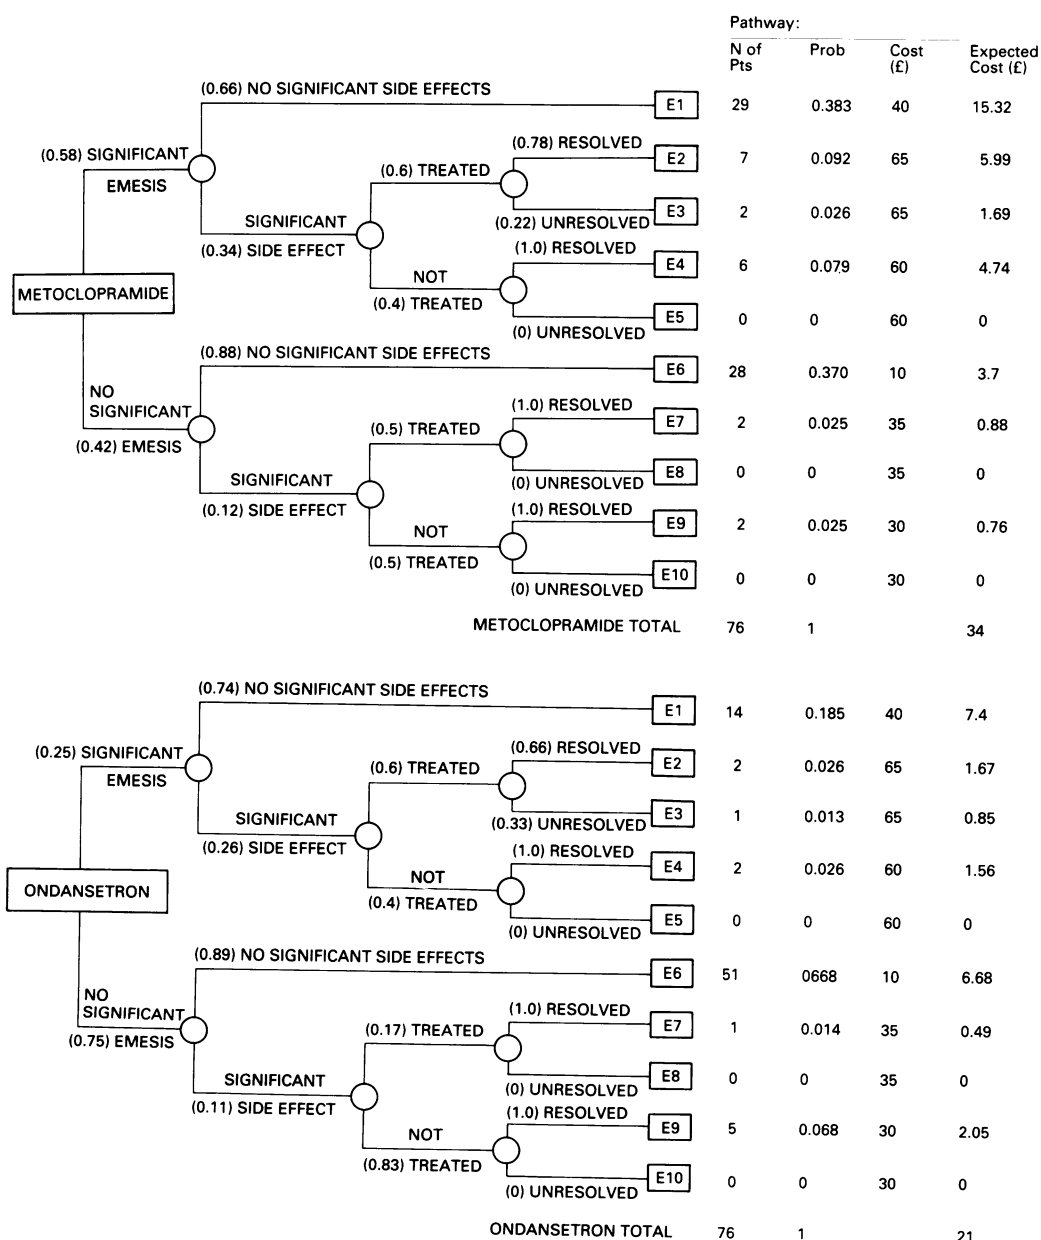 Pathway:
N of Pts Prob Cost (£) Expected Cost (£)
(0.66) NO SIGNIFICANT SIDE EFFECTS E1 29 0.383 40 15.32
(0.58) SIGNIFICANT EMESIS
(0.78) RESOLVED E2 7 0.092 65 5.99
(0.6) TREATED
(0.22) UNRESOLVED E3 2 0.026 65 1.69
SIGNIFICANT
(0.34) SIDE EFFECT
(1.0) RESOLVED E4 6 0.079 60 4.74
NOT
(0.4) TREATED
(0) UNRESOLVED E5 0 0 60 0
METOCLOPRAMIDE
(0.88) NO SIGNIFICANT SIDE EFFECTS E6 28 0.370 10 3.7
NO
SIGNIFICANT
(0.42) EMESIS
(1.0) RESOLVED E7 2 0.025 35 0.88
(0.5) TREATED
(0) UNRESOLVED E8 0 0 35 0
SIGNIFICANT
(0.12) SIDE EFFECT
(1.0) RESOLVED E9 2 0.025 30 0.76
NOT
(0.5) TREATED
(0) UNRESOLVED E10 0 0 30 0
METOCLOPRAMIDE TOTAL 76 1 34
(0.74) NO SIGNIFICANT SIDE EFFECTS E1 14 0.185 40 7.4
(0.25) SIGNIFICANT
EMESIS
(0.66) RESOLVED E2 2 0.026 65 1.67
(0.6) TREATED
(0.33) UNRESOLVED E3 1 0.013 65 0.85
SIGNIFICANT
(0.26) SIDE EFFECT
(1.0) RESOLVED E4 2 0.026 60 1.56
NOT
(0.4) TREATED
(0) UNRESOLVED E5 0 0 60 0
ONDANSETRON
(0.89) NO SIGNIFICANT SIDE EFFECTS E6 51 0668 10 6.68
NO
SIGNIFICANT
(0.75) EMESIS
(1.0) RESOLVED E7 1 0.014 35 0.49
(0.17) TREATED
(0) UNRESOLVED E8 0 0 35 0
SIGNIFICANT
(0.11) SIDE EFFECT
(1.0) RESOLVED E9 5 0.068 30 2.05
NOT
(0.83) TREATED
(0) UNRESOLVED E10 0 0 30 0
ONDANSETRON TOTAL 76 1 21